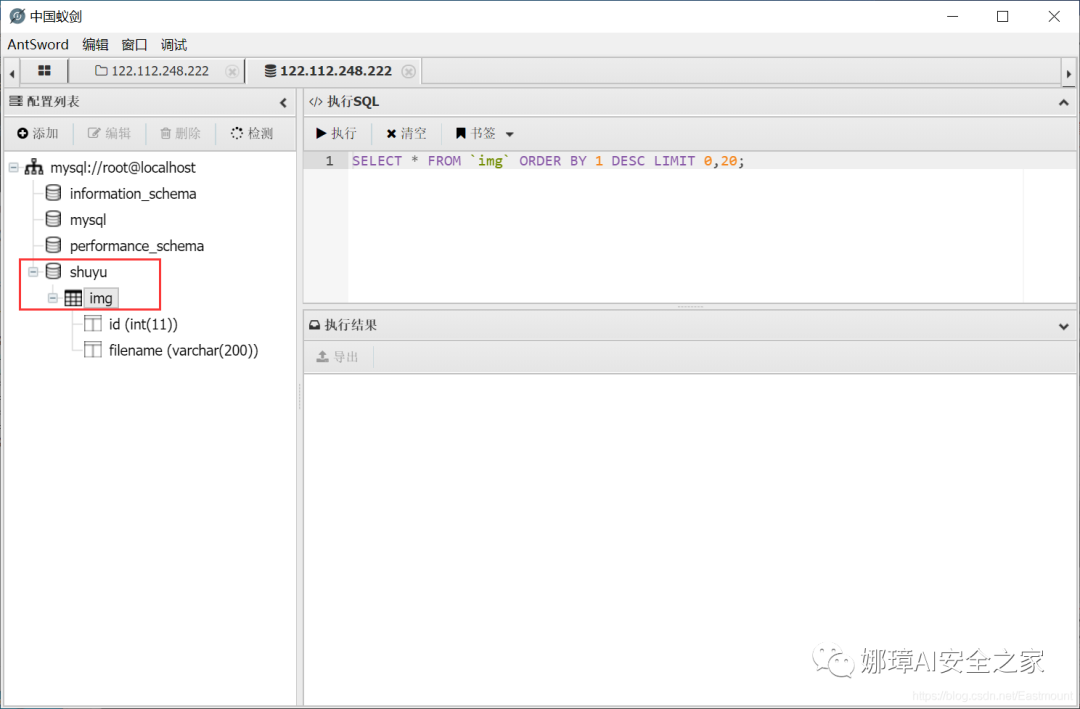 中国蚁剑
AntSword 编辑 窗口 调试
122.112.248.222 122.112.248.222
配置列表
添加 编辑 删除 检测
mysql://root@localhost
information_schema
mysql
performance_schema
shuyu
img
id (int(11))
filename (varchar(200))
</> 执行SQL
执行 清空 书签
1 SELECT * FROM `img` ORDER BY 1 DESC LIMIT 0,20;
执行结果
导出
娜璋AI安全之家
https://blog.csdn.net/Eastmount